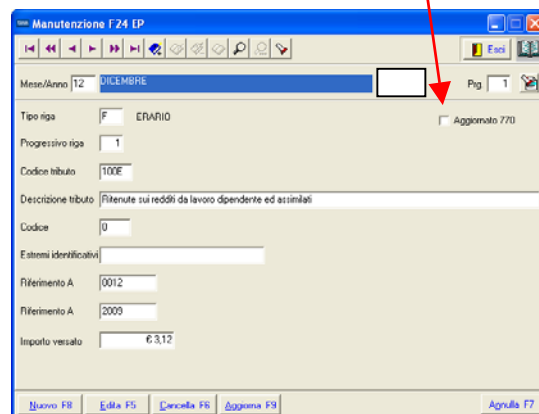 Manutenzione F24 EP
Esci
Mese/Anno 12 DICEMBRE Prg 1
Tipo riga F ERARIO Aggiornato 770
Progressivo riga 1
Codice tributo 100E
Descrizione tributo Ritenute sui redditi da lavoro dipendente ed assimilati
Codice 0
Estremi identificativi
Riferimento A 0012
Riferimento A 2009
Importo versato € 3,12
Nuovo F8 Edita F5 Cancella F6 Aggiorna F9 Agnulla F7